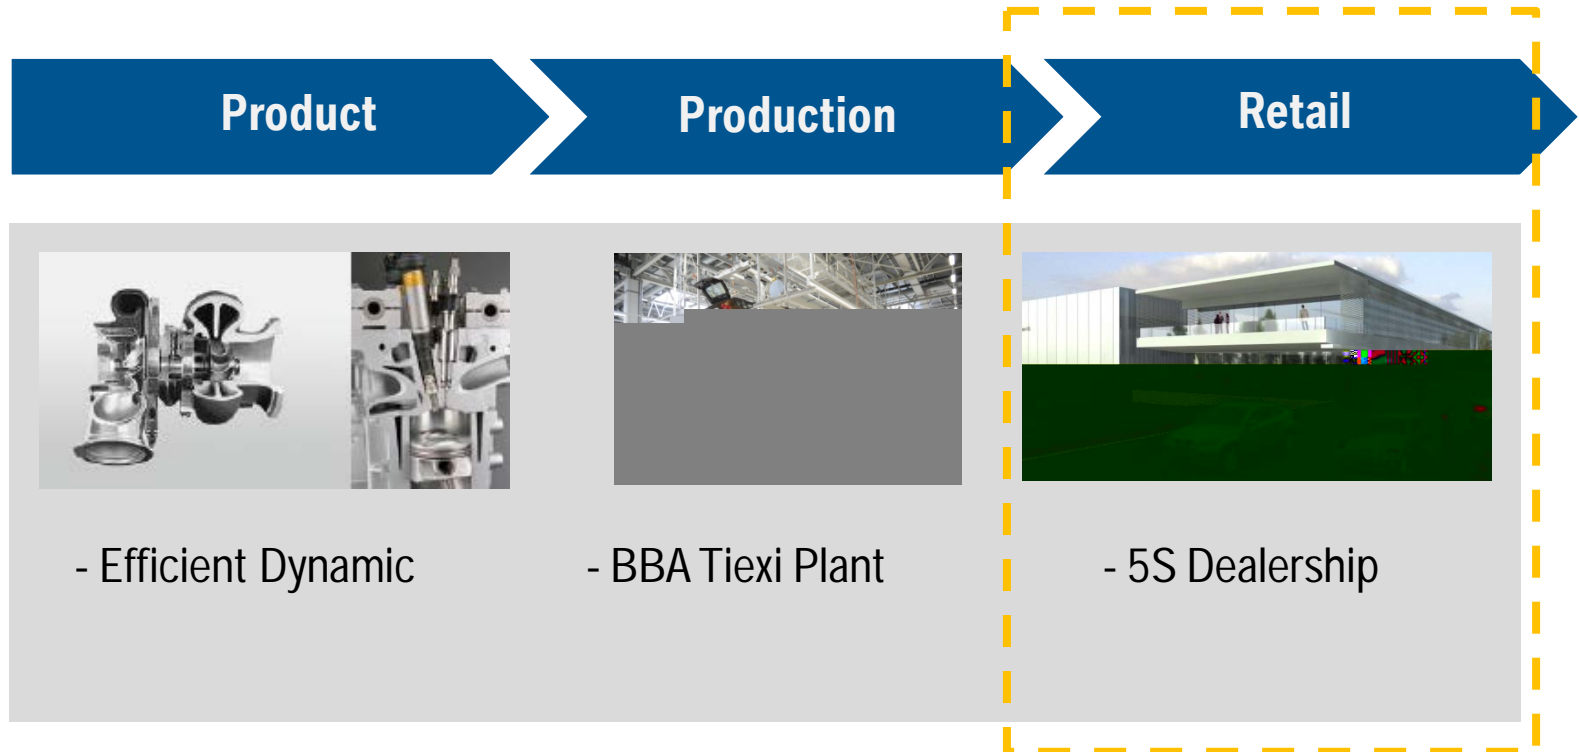 Product
Production
Retail
- Efficient Dynamic
- BBA Tiexi Plant
- 5S Dealership